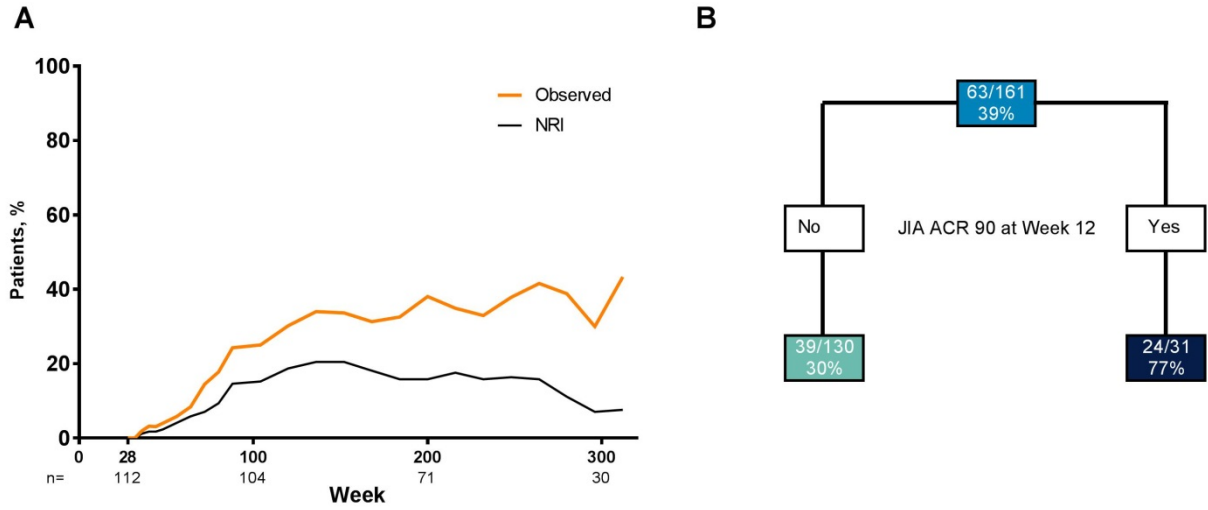 A
B
100
80
60
40
20
0
Patients, %
Observed
NRI
0 28 100 200 300
n= 112 104 71 30
Week
63/161
39%
No
JIA ACR 90 at Week 12
Yes
39/130
30%
24/31
77%